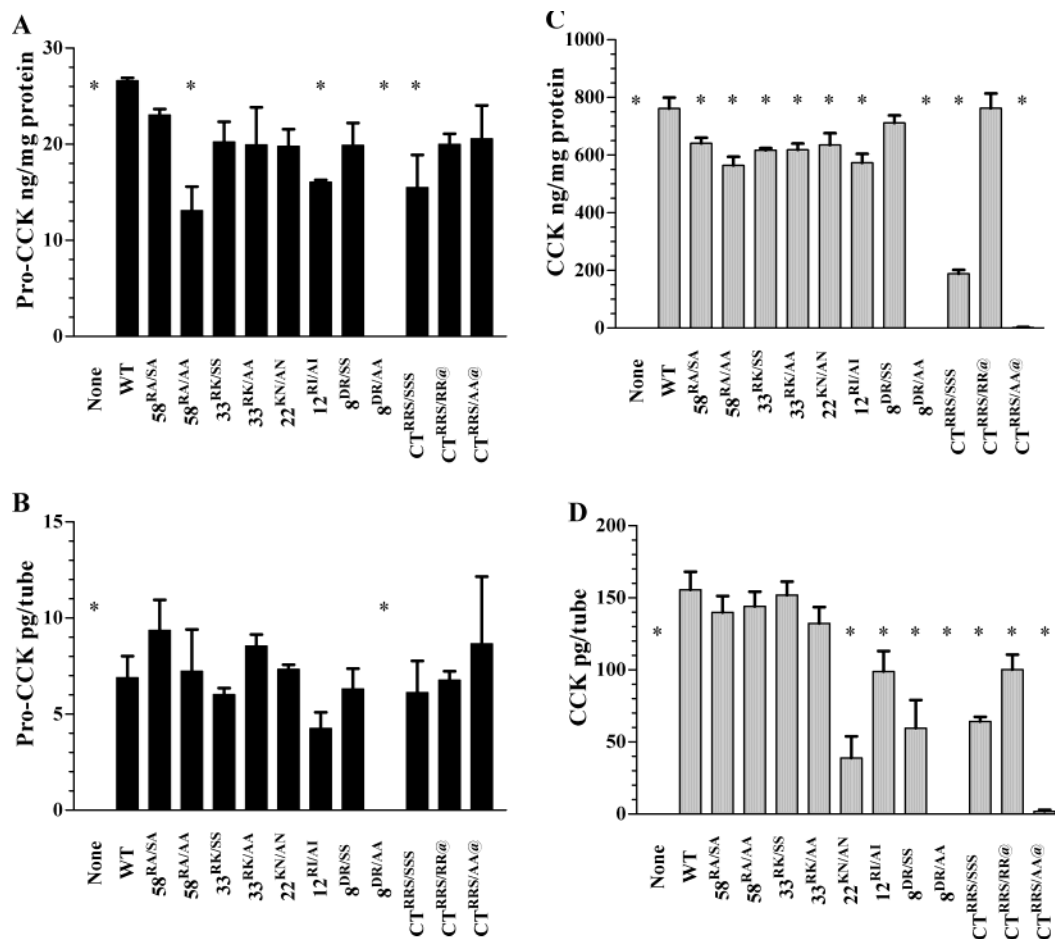 A
Pro-CCK ng/mg protein
30
20
10
0
* * * * *
None
WT
58RA/SA
58RA/AA
33RK/SS
33RK/AA
22KN/AN
12RI/AI
8DR/SS
8DR/AA
CTRRS/SSS
CTRRS/RR@
CTRRS/AA@
B
Pro-CCK pg/tube
15
10
5
0
* *
None
WT
58RA/SA
58RA/AA
33RK/SS
33RK/AA
22KN/AN
12RI/AI
8DR/SS
8DR/AA
CTRRS/SSS
CTRRS/RR@
CTRRS/AA@
C
CCK ng/mg protein
1000
800
600
400
200
0
* * * * * * * * * *
None
WT
58RA/SA
58RA/AA
33RK/SS
33RK/AA
22KN/AN
12RI/AI
8DR/SS
8DR/AA
CTRRS/SSS
CTRRS/RR@
CTRRS/AA@
D
CCK pg/tube
200
150
100
50
0
* * * * * * * *
None
WT
58RA/SA
58RA/AA
33RK/SS
33RK/AA
22KN/AN
12RI/AI
8DR/SS
8DR/AA
CTRRS/SSS
CTRRS/RR@
CTRRS/AA@